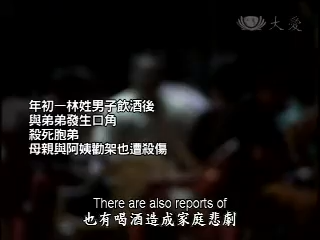 大愛
年初一林姓男子飲酒後
與弟弟發生口角
殺死胞弟
母親與阿姨勸架也遭殺傷
There are also reports of
也有喝酒造成家庭悲劇